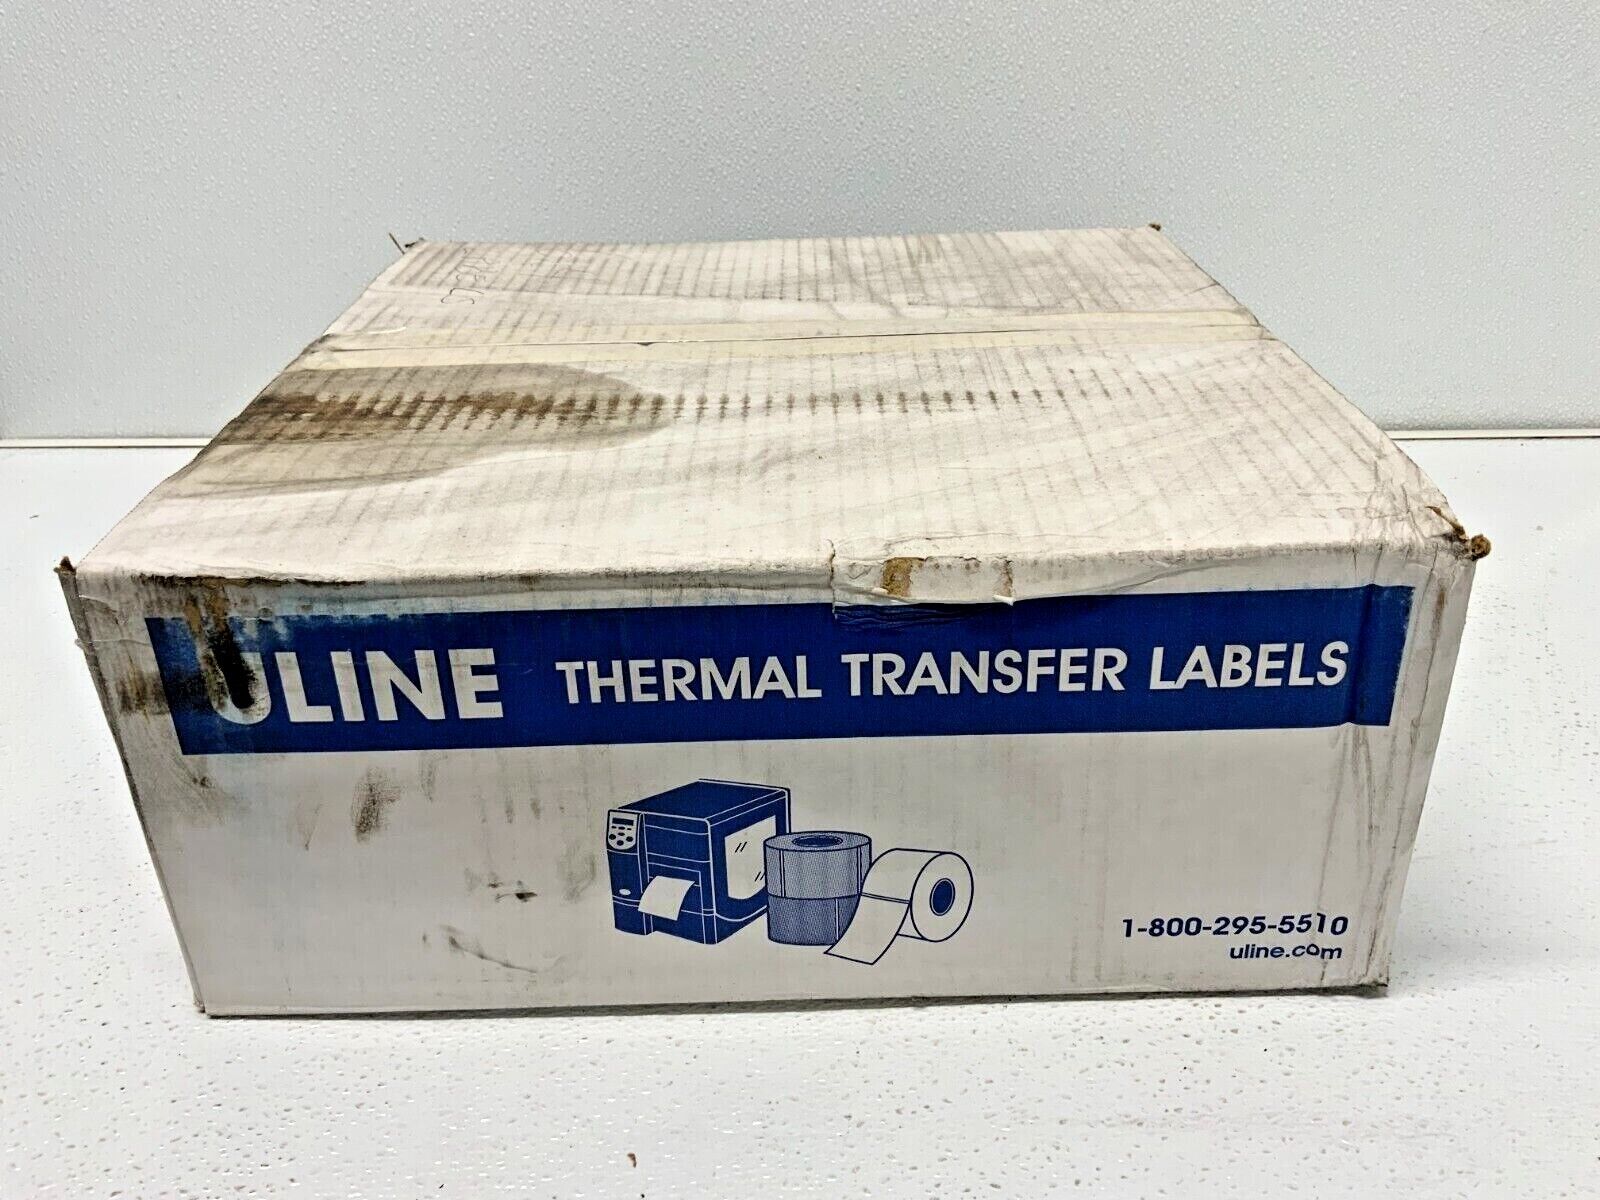 ULINE THERMAL TRANSFER LABELS
1-800-295-5510
uline.com